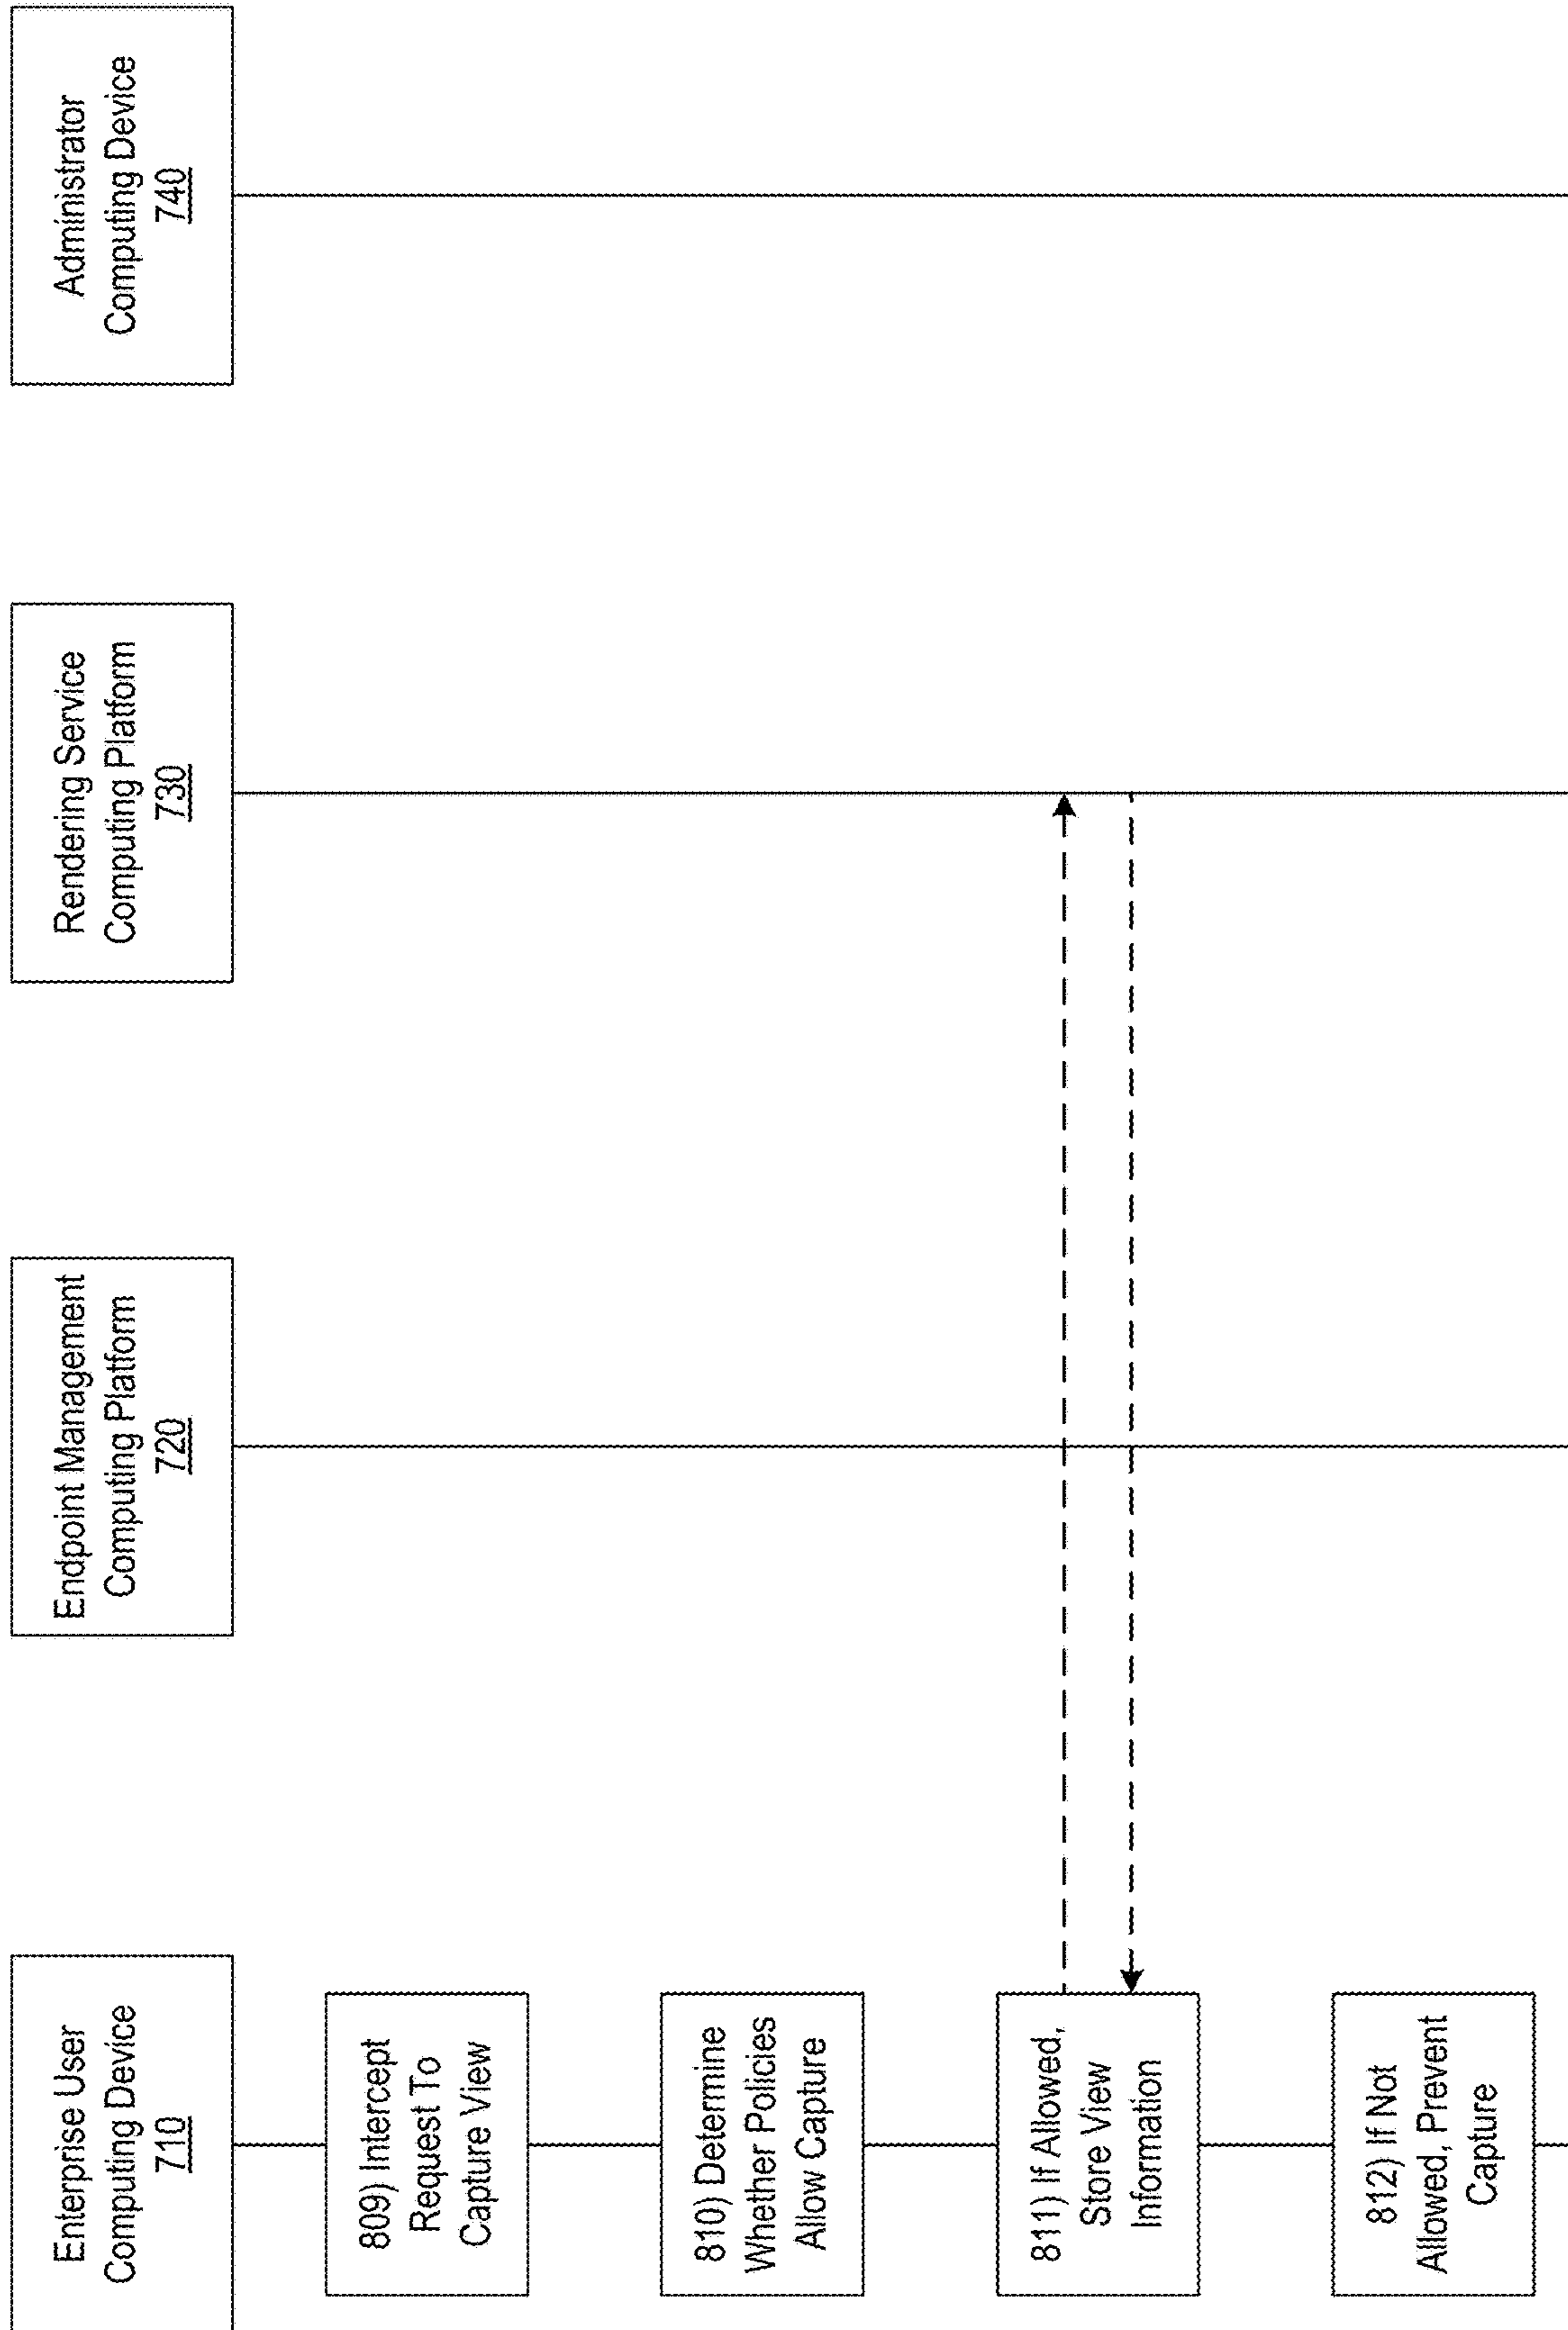 Enterprise User
Computing Device
710
Endpoint Management
Computing Platform
720
Rendering Service
Computing Platform
730
Administrator
Computing Device
740
809) Intercept
Request To
Capture View
810) Determine
Whether Policies
Allow Capture
811) If Allowed,
Store View
Information
812) If Not
Allowed, Prevent
Capture